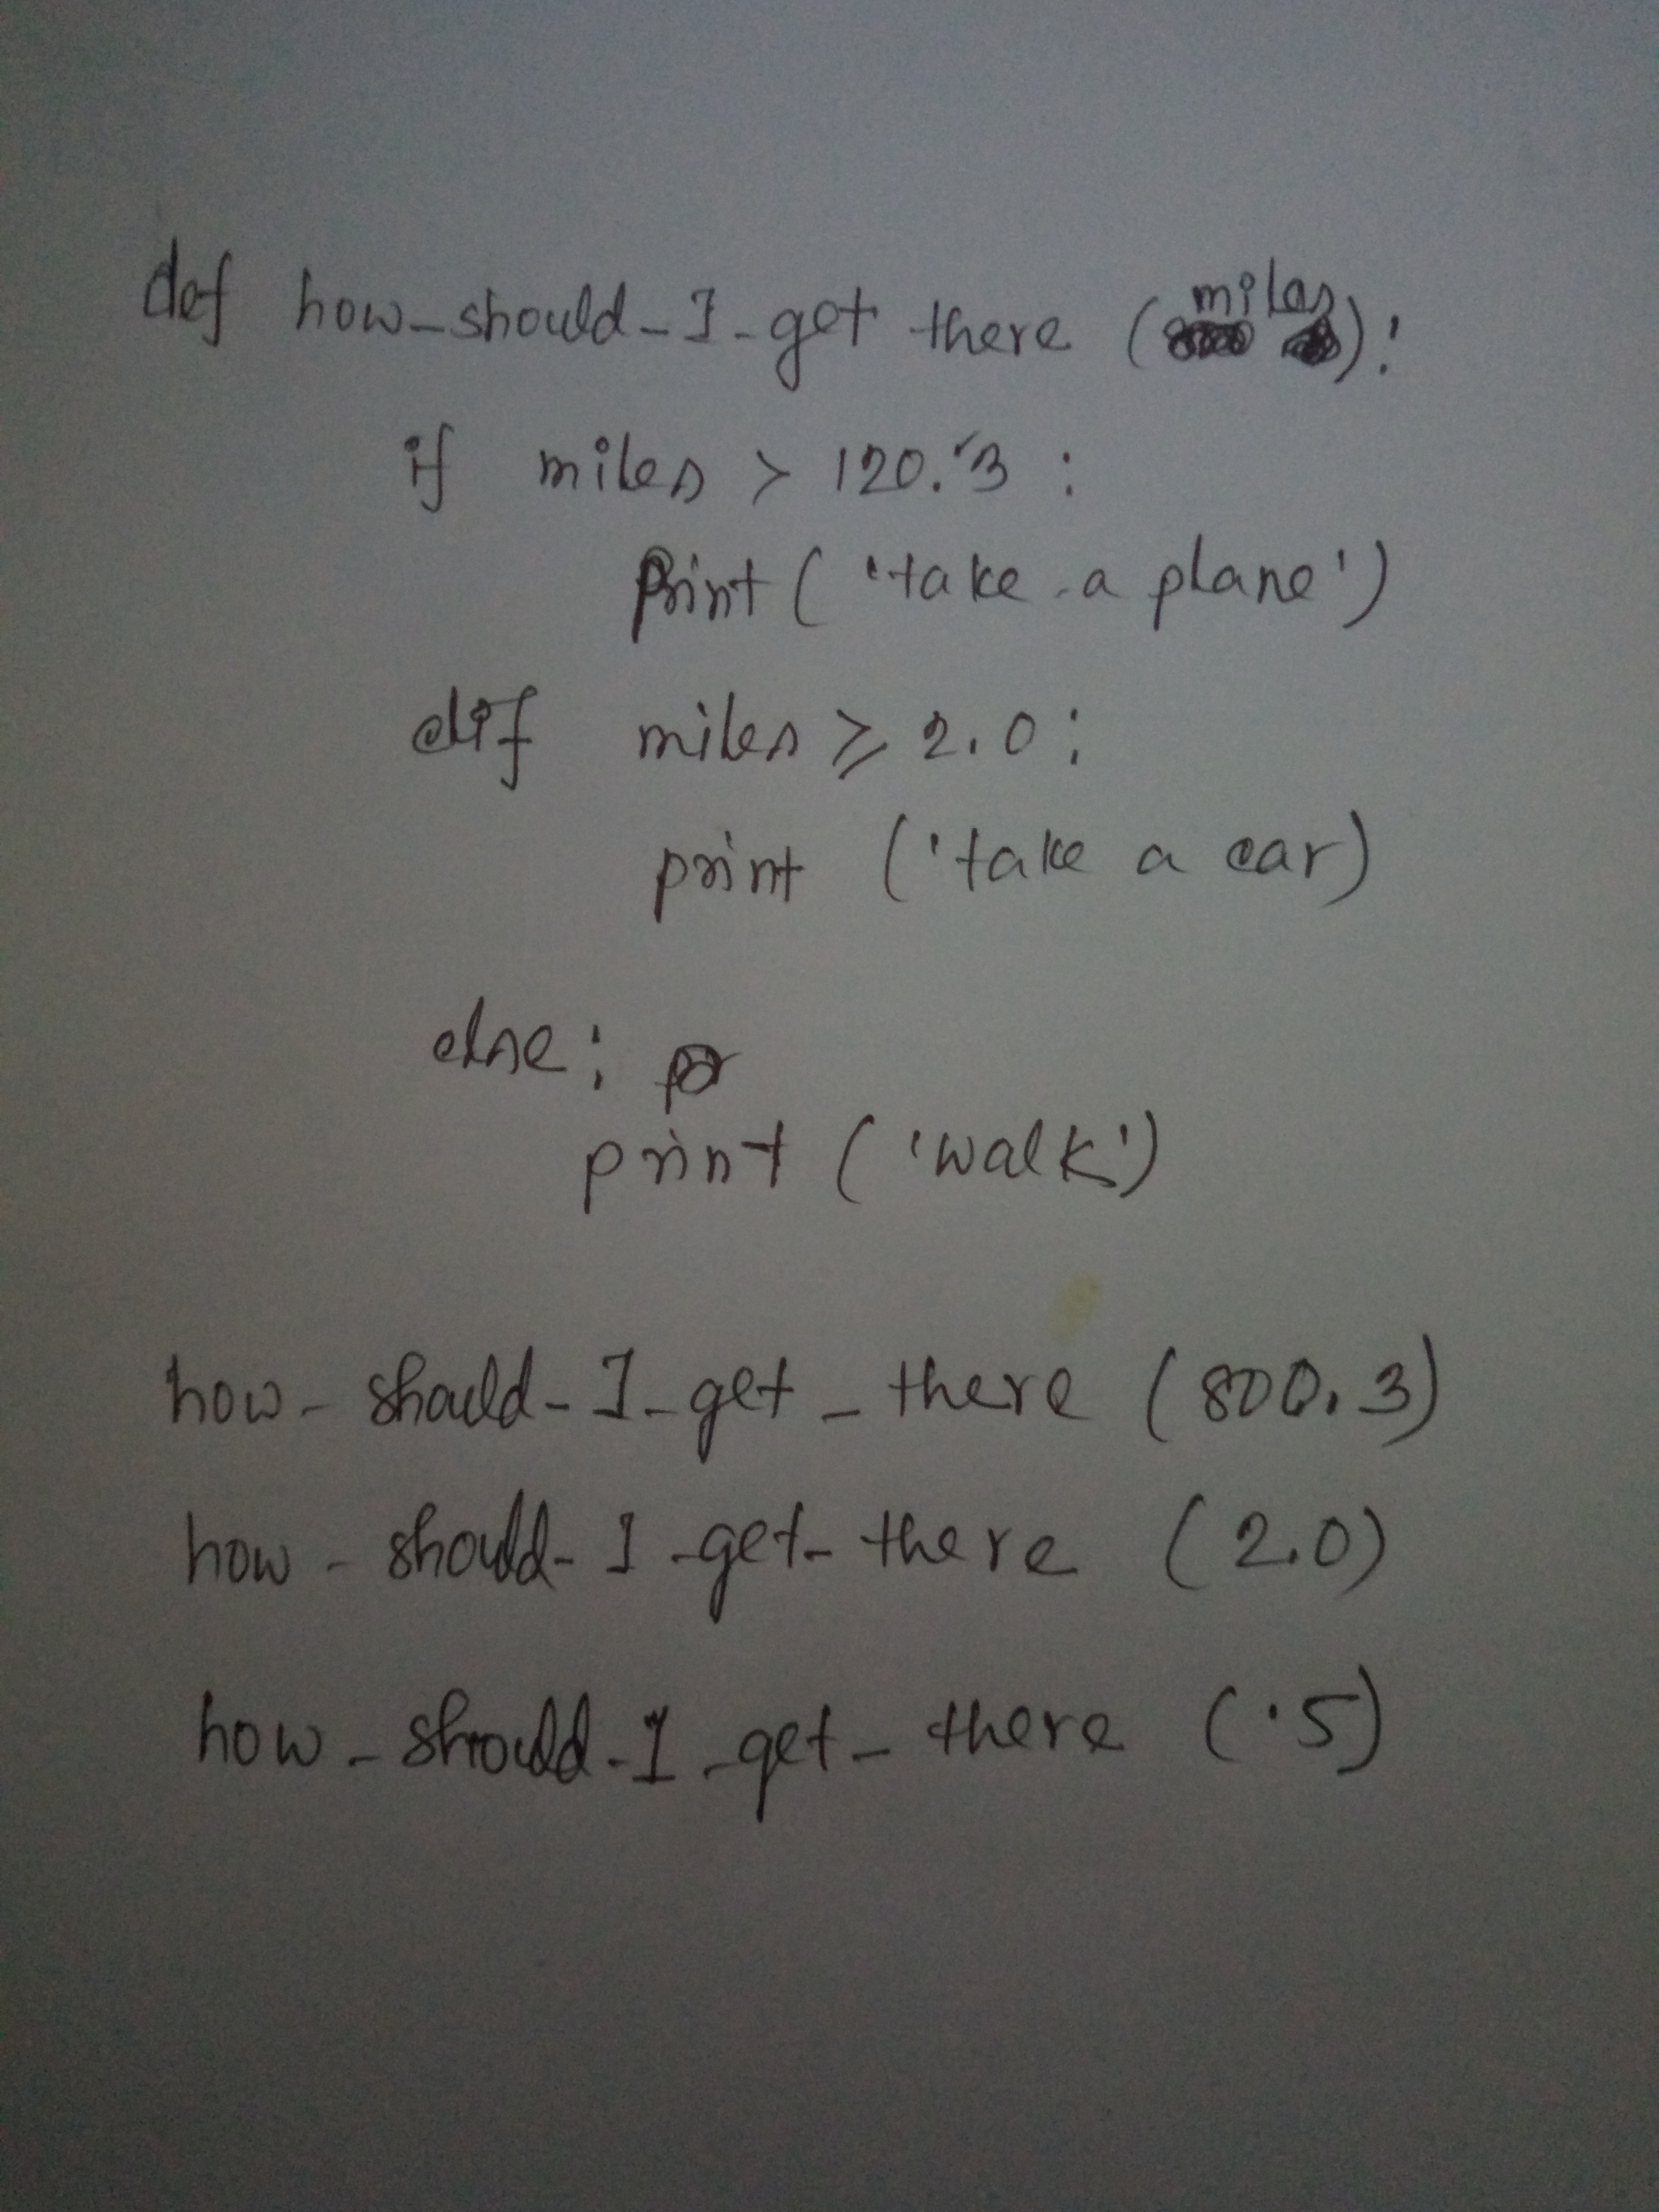 def how_should_I_get there (miles):
if miles > 120.3 :
print ( 'take a plane')
elif miles ≥ 2.0 :
print ('take a car)
else :
print ( 'walk')
how_should_I_get_there (800.3)
how_should_I_get_there (2.0)
how_should_I_get_there (.5)